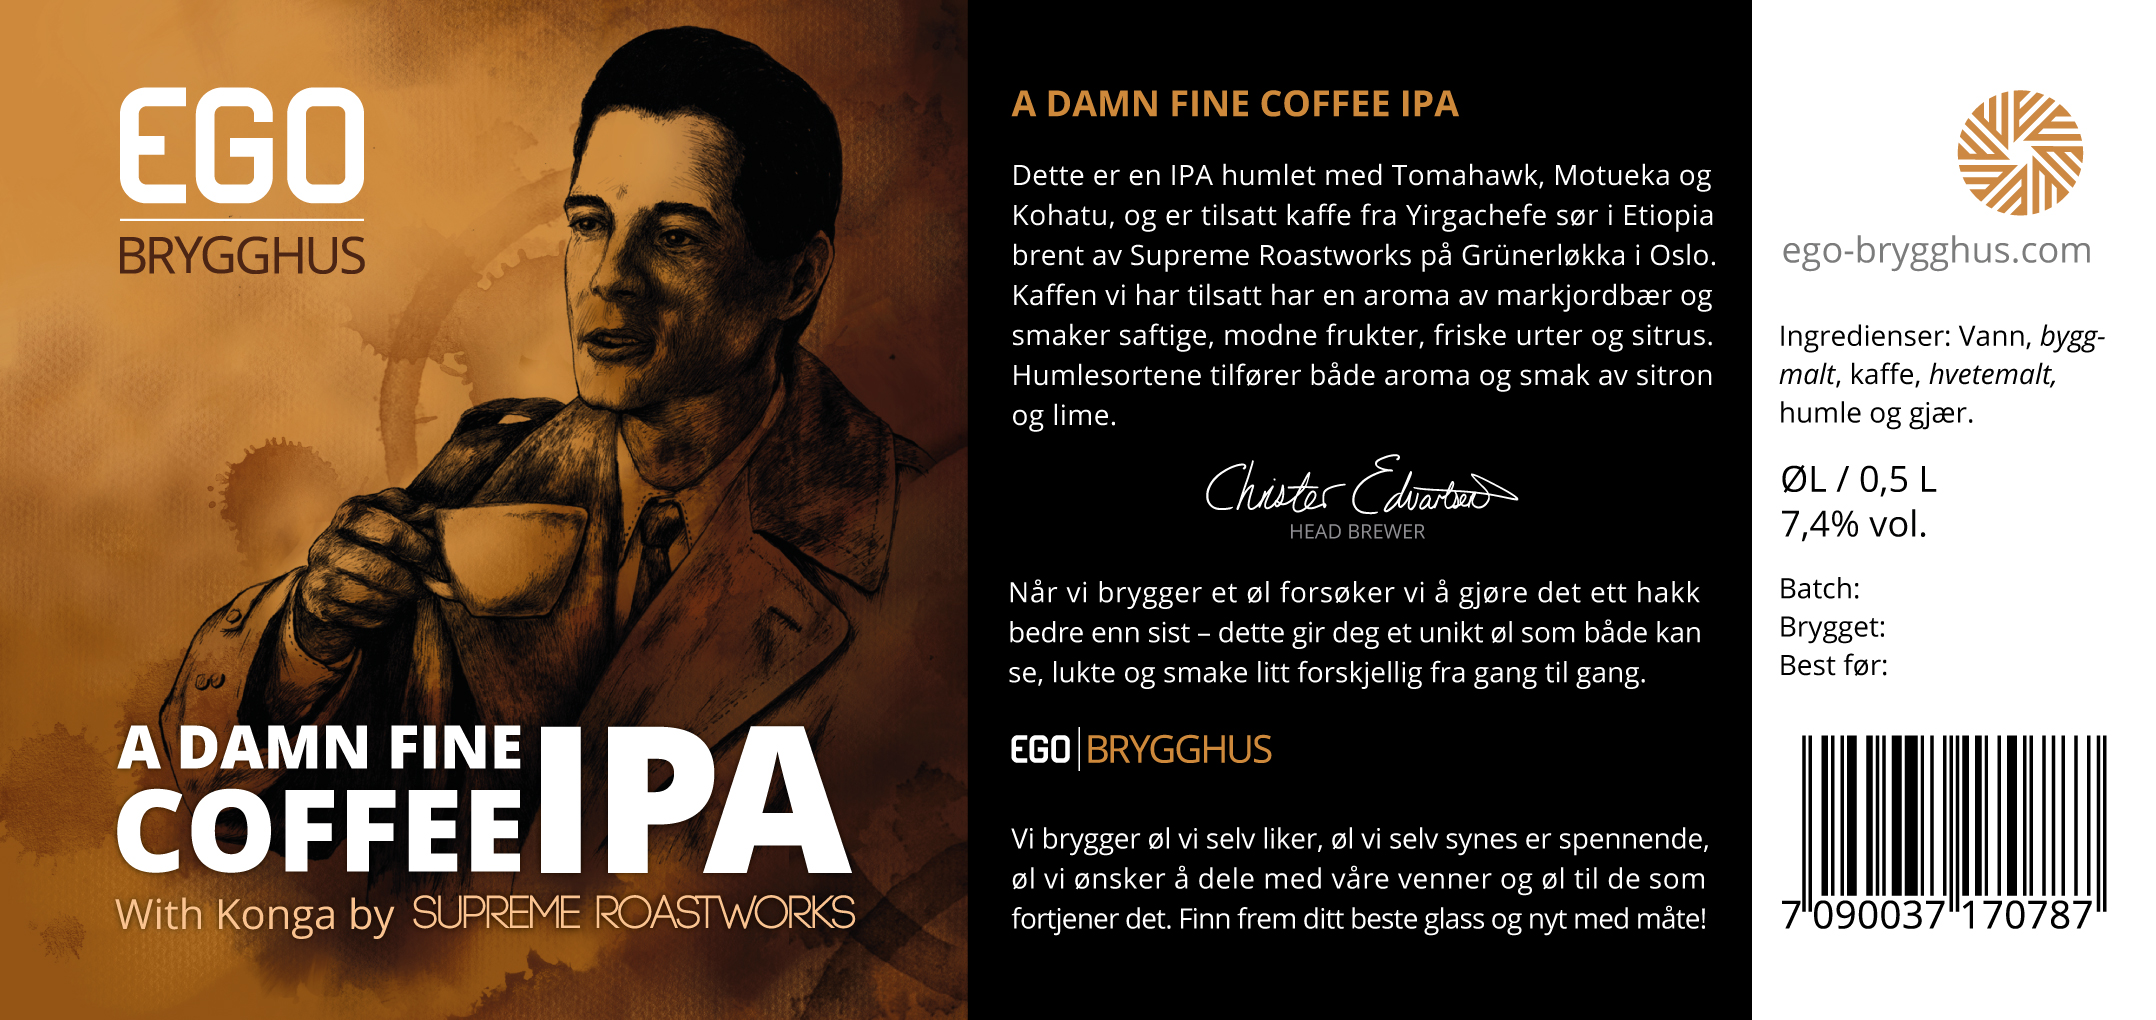 EGO
BRYGGHUS
A DAMN FINE
COFFEE IPA
With Konga by SUPREME ROASTWORKS
A DAMN FINE COFFEE IPA
Dette er en IPA humlet med Tomahawk, Motueka og
Kohatu, og er tilsatt kaffe fra Yirgachefe sør i Etiopia
brent av Supreme Roastworks på Grünerløkka i Oslo.
Kaffen vi har tilsatt har en aroma av markjordbær og
smaker saftige, modne frukter, friske urter og sitrus.
Humlesortene tilfører både aroma og smak av sitron
og lime.
Christer Edvartsen
HEAD BREWER
Når vi brygger et øl forsøker vi å gjøre det ett hakk
bedre enn sist – dette gir deg et unikt øl som både kan
se, lukte og smake litt forskjellig fra gang til gang.
EGO|BRYGGHUS
Vi brygger øl vi selv liker, øl vi selv synes er spennende,
øl vi ønsker å dele med våre venner og øl til de som
fortjener det. Finn frem ditt beste glass og nyt med måte!
ego-brygghus.com
Ingredienser: Vann, bygg-
malt, kaffe, hvetemalt,
humle og gjær.
ØL / 0,5 L
7,4% vol.
Batch:
Brygget:
Best før:
7 090037 170787